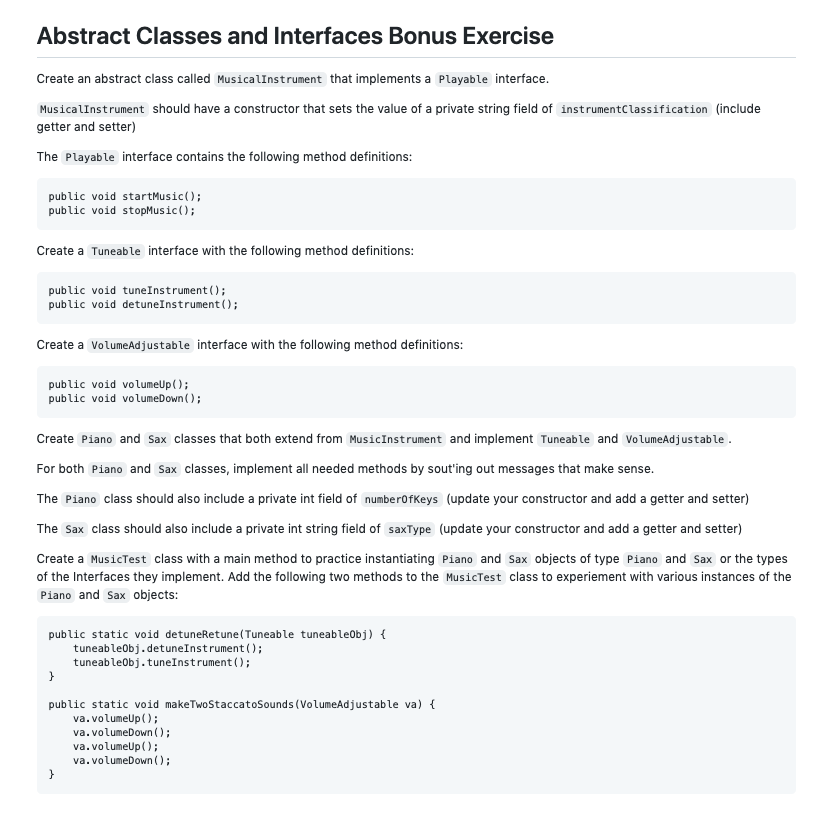 Abstract Classes and Interfaces Bonus Exercise
Create an abstract class called MusicalInstrument that implements a Playable interface.
MusicalInstrument should have a constructor that sets the value of a private string field of instrumentClassification (include
getter and setter)
The Playable interface contains the following method definitions:
public void startMusic();
public void stopMusic();
Create a Tuneable interface with the following method definitions:
public void tuneInstrument();
public void detuneInstrument();
Create a VolumeAdjustable interface with the following method definitions:
public void volumeUp();
public void volumeDown();
Create Piano and Sax classes that both extend from MusicInstrument and implement Tuneable and VolumeAdjustable .
For both Piano and Sax classes, implement all needed methods by sout'ing out messages that make sense.
The Piano class should also include a private int field of numberOfKeys (update your constructor and add a getter and setter)
The Sax class should also include a private int string field of saxType (update your constructor and add a getter and setter)
Create a MusicTest class with a main method to practice instantiating Piano and Sax objects of type Piano and Sax or the types
of the Interfaces they implement. Add the following two methods to the MusicTest class to experiement with various instances of the
Piano and Sax objects:
public static void detuneRetune(Tuneable tuneableObj) {
    tuneableObj.detuneInstrument();
    tuneableObj.tuneInstrument();
}
public static void makeTwoStaccatoSounds(VolumeAdjustable va) {
    va.volumeUp();
    va.volumeDown();
    va.volumeUp();
    va.volumeDown();
}